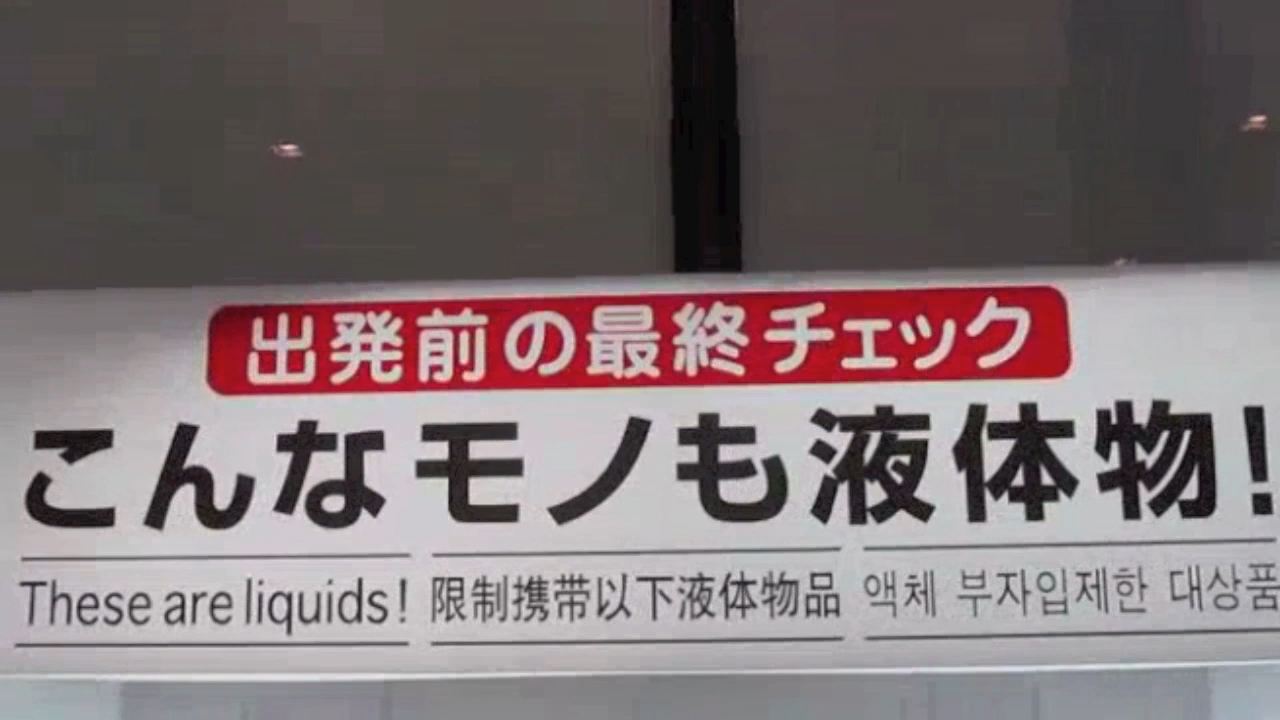 出発前の最終チェック
こんなモノも液体物!
These are liquids! 限制携带以下液体物品 액체 부자입제한 대상품